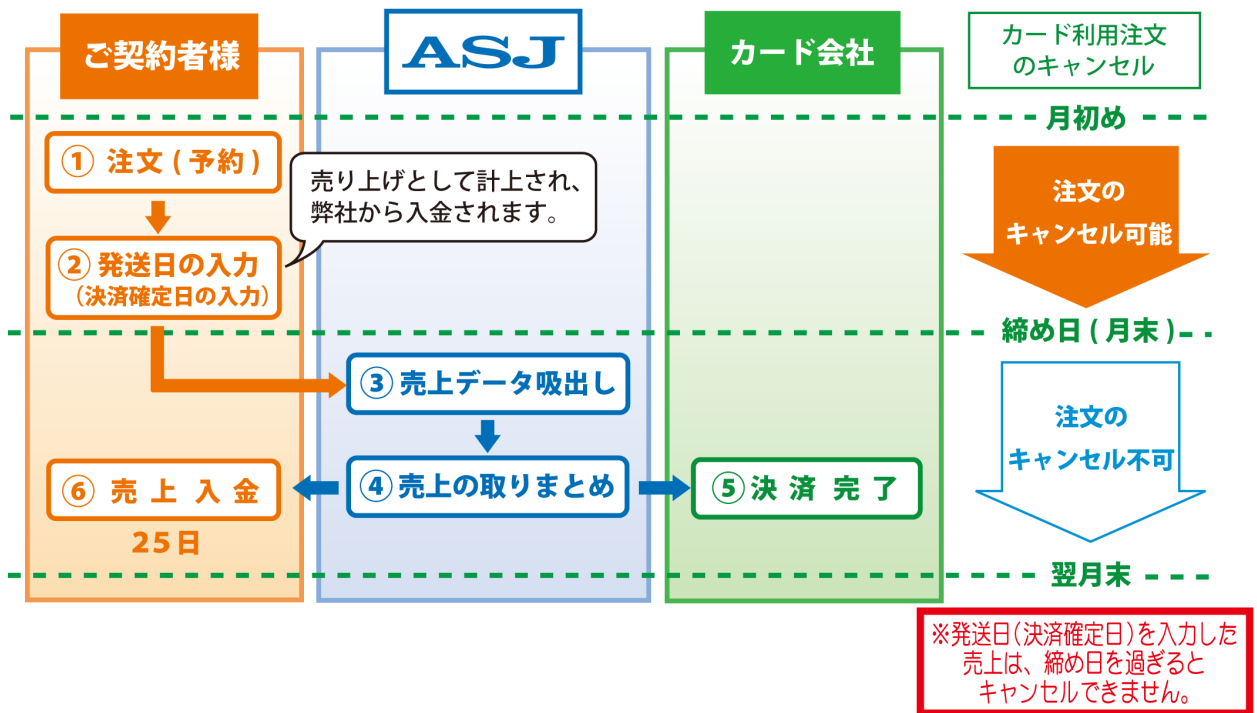 ご契約者様
ASJ
カード会社
カード利用注文
のキャンセル
月初め
① 注文(予約)
売り上げとして計上され、
弊社から入金されます。
② 発送日の入力
(決済確定日の入力)
注文の
キャンセル可能
締め日(月末)
③ 売上データ吸出し
注文の
キャンセル不可
⑥ 売上入金
25日
④ 売上の取りまとめ
⑤ 決済完了
翌月末
※発送日(決済確定日)を入力した
売上は、締め日を過ぎると
キャンセルできません。